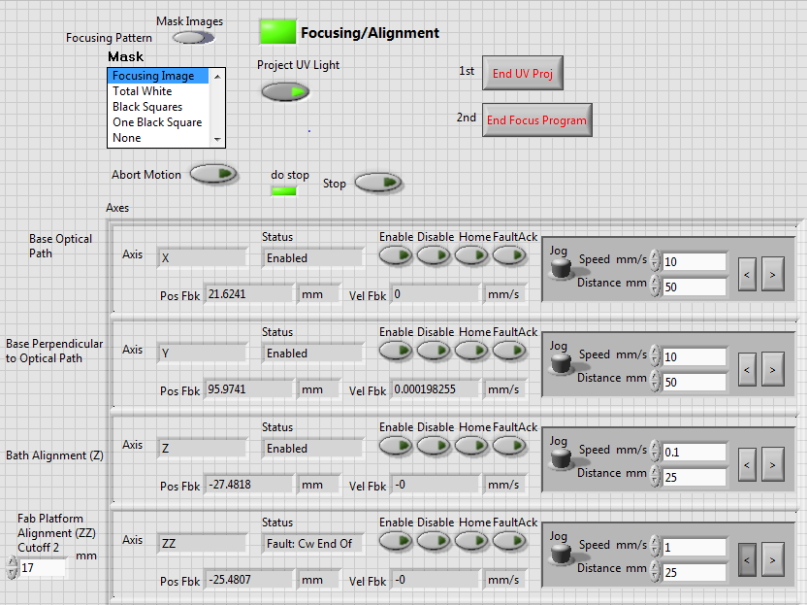 Mask Images
Focusing Pattern
Focusing/Alignment
Mask
Focusing Image
Total White
Black Squares
One Black Square
None
Project UV Light
1st
End UV Proj
2nd
End Focus Program
Abort Motion
do stop
Stop
Axes
Base Optical
Path
Axis
X
Status
Enabled
Enable Disable Home FaultAck
Pos Fbk 21.6241 mm
Vel Fbk 0 mm/s
Jog
Speed mm/s 10
Distance mm 50
< >
Base Perpendicular
to Optical Path
Axis
Y
Status
Enabled
Enable Disable Home FaultAck
Pos Fbk 95.9741 mm
Vel Fbk 0.000198255 mm/s
Jog
Speed mm/s 10
Distance mm 50
< >
Bath Alignment (Z)
Axis
Z
Status
Enabled
Enable Disable Home FaultAck
Pos Fbk -27.4818 mm
Vel Fbk -0 mm/s
Jog
Speed mm/s 0.1
Distance mm 25
< >
Fab Platform
Alignment (ZZ)
Cutoff 2
17 mm
Axis
ZZ
Status
Fault: Cw End Of
Enable Disable Home FaultAck
Pos Fbk -25.4807 mm
Vel Fbk -0 mm/s
Jog
Speed mm/s 1
Distance mm 25
< >